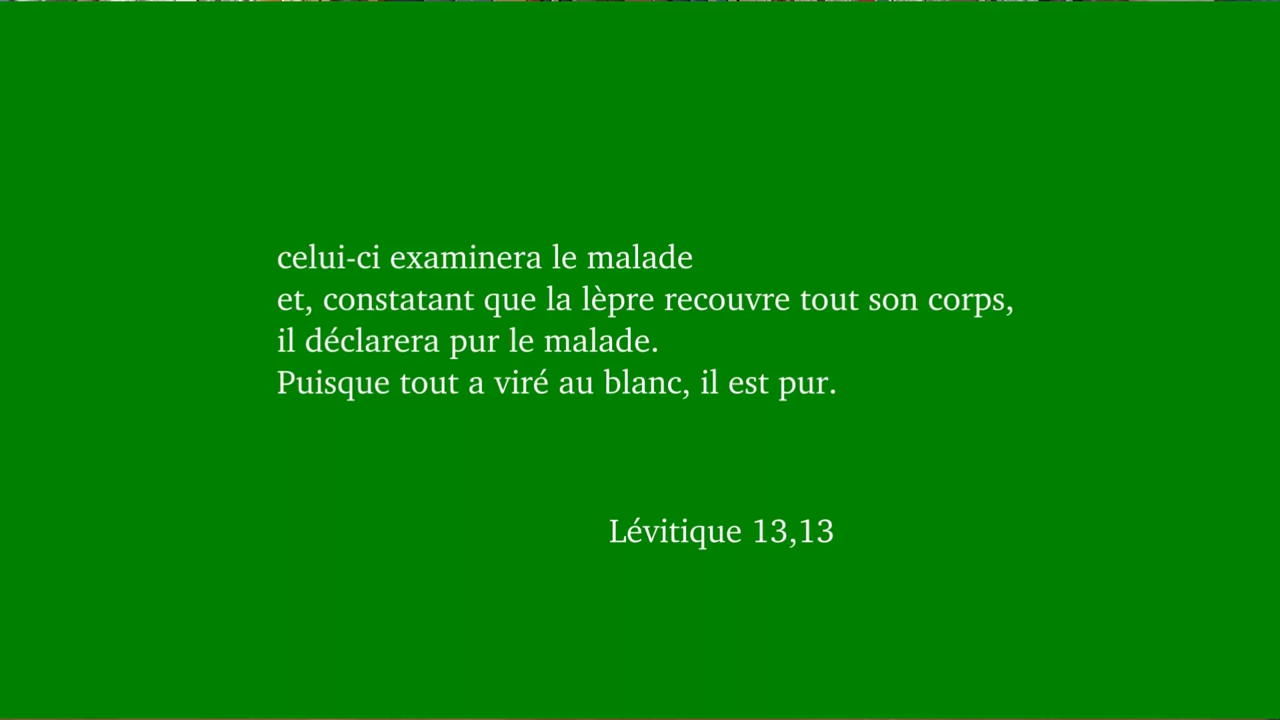 celui-ci examinera le malade
et, constatant que la lèpre recouvre tout son corps,
il déclarera pur le malade.
Puisque tout a viré au blanc, il est pur.
Lévitique 13,13